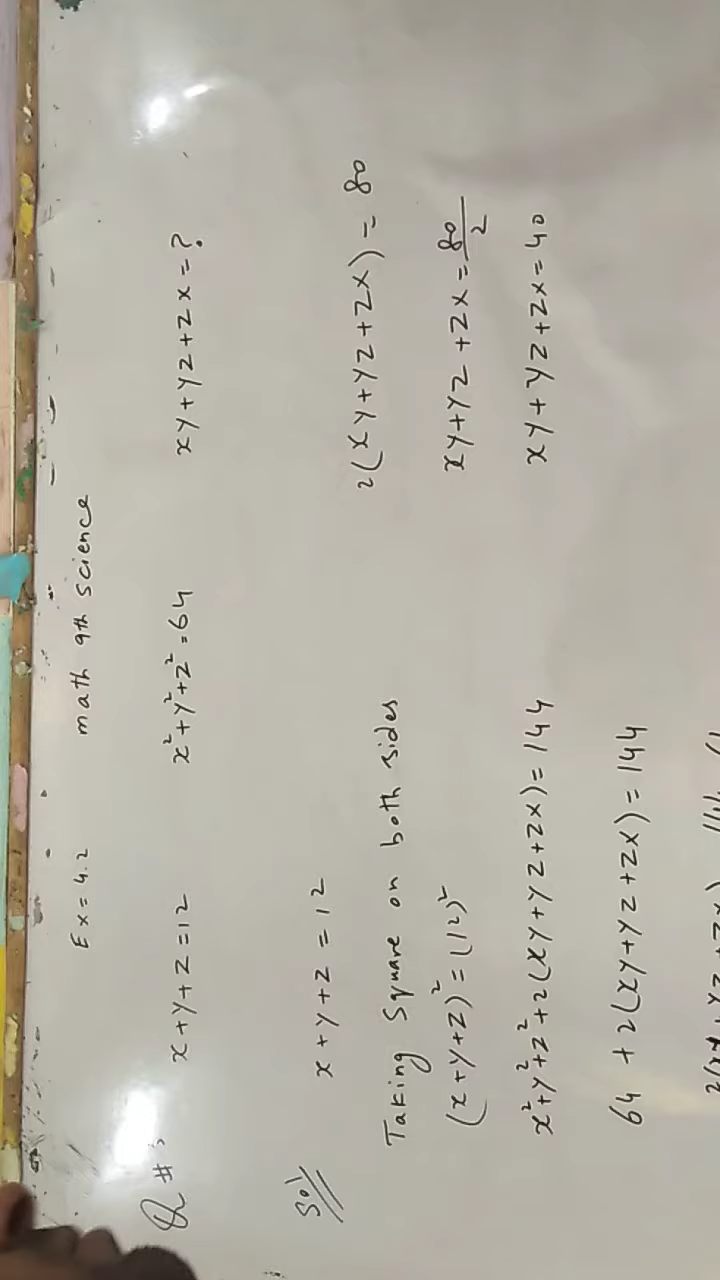 Ex = 4.2 math 9th science
Q # x+y+z=12 x²+y²+z²=64 xy+yz+zx=?
Sol x+y+z=12
Taking Square on both sides
(x+y+z)²=(12)²
x²+y²+z²+2(xy+yz+zx)=144
64 +2(xy+yz+zx)=144
2(xy+yz+zx)=80
xy+yz+zx=80/2
xy+yz+zx=40